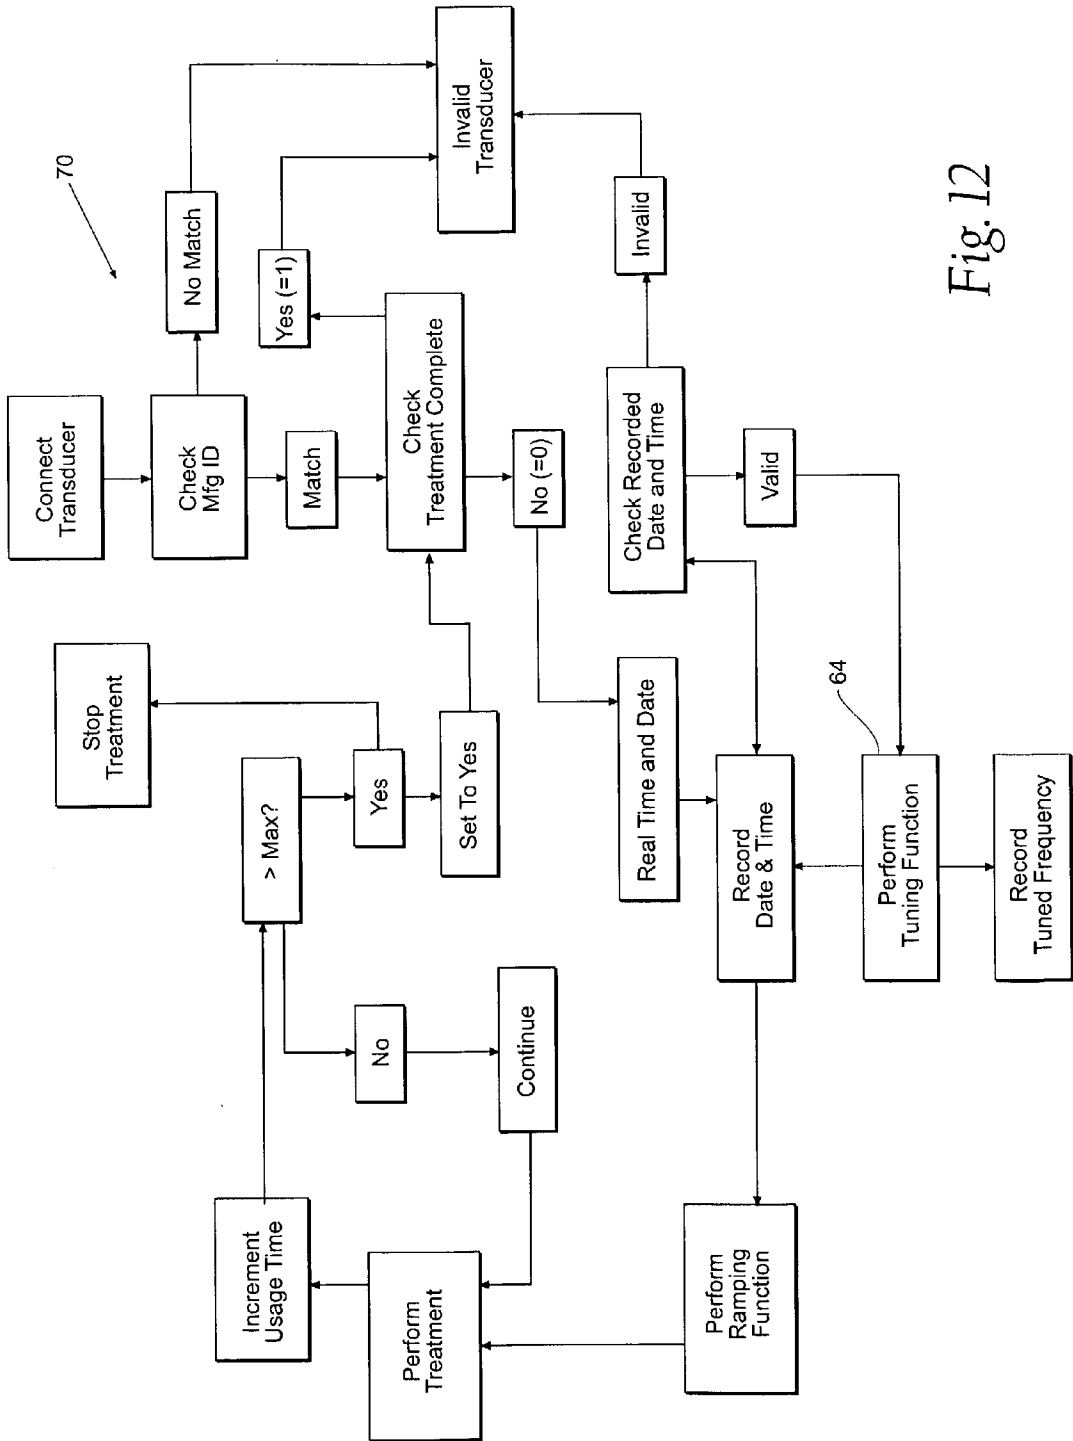 Connect
Transducer
Check
Mfg ID
No Match
Match
70
Stop
Treatment
> Max?
Yes
Set To Yes
Check
Treatment Complete
Yes (=1)
Invalid
Transducer
No (=0)
Increment
Usage Time
No
Continue
Perform
Treatment
Real Time and Date
Check Recorded
Date and Time
Invalid
Valid
Record
Date & Time
64
Perform
Tuning Function
Record
Tuned Frequency
Perform
Ramping
Function
Fig. 12